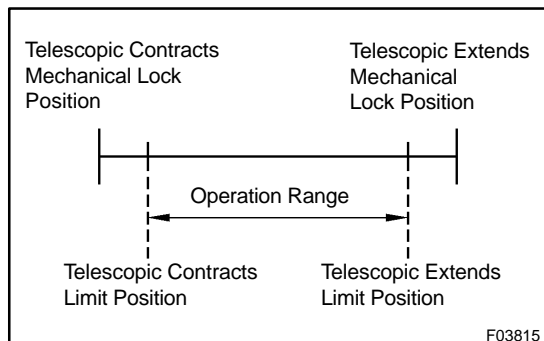 Telescopic Contracts
Mechanical Lock
Position
Telescopic Extends
Mechanical
Lock Position
Operation Range
Telescopic Contracts
Limit Position
Telescopic Extends
Limit Position
F03815